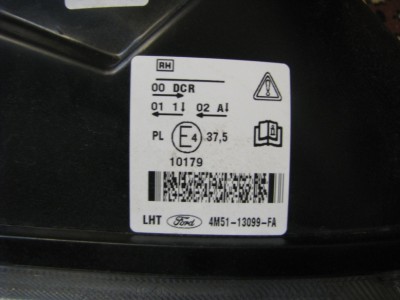 RH
00 DCR
01 1 02 A
PL E4 37,5
10179
LHT Ford 4M51-13099-FA